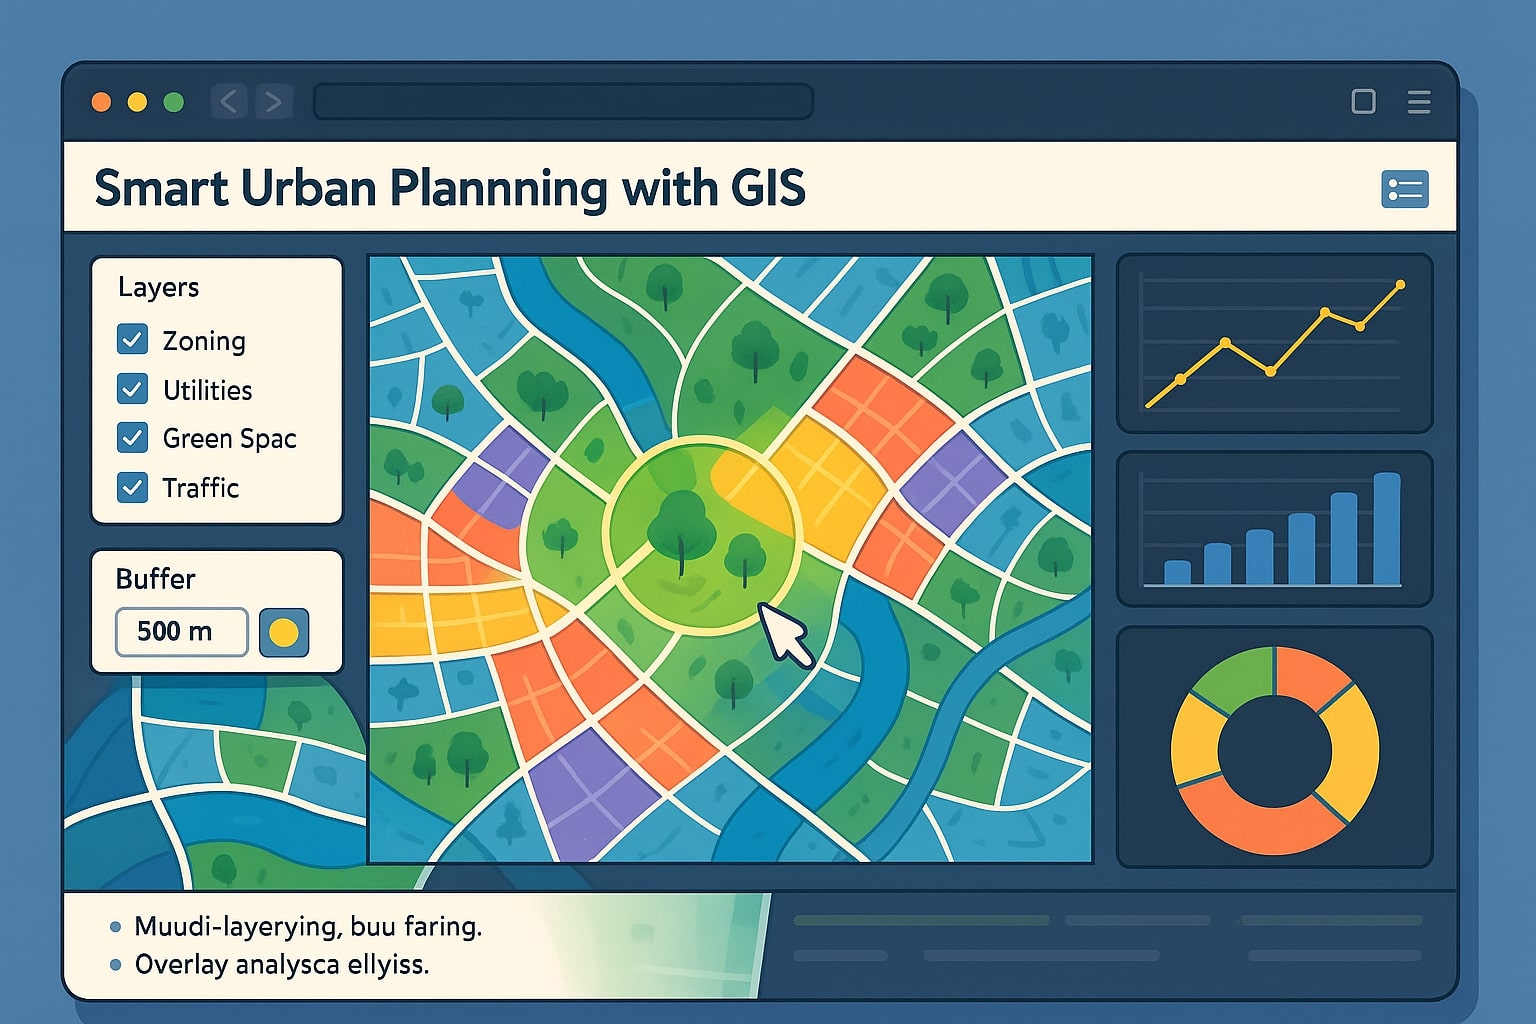 Smart Urban Plannning with GIS
Layers
Zoning
Utilities
Green Spac
Traffic
Buffer
500 m
Muudi-layerying, buu faring.
Overlay analysca ellyiss.